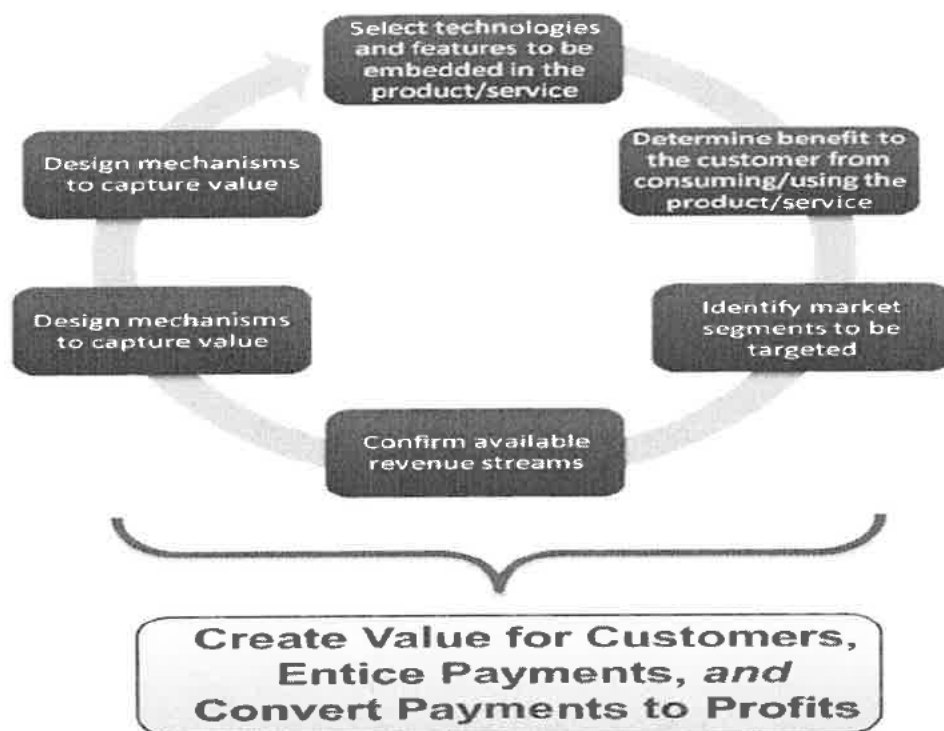 Select technologies
and features to be
embedded in the
product/service
Determine benefit to
the customer from
consuming/using the
product/service
Identify market
segments to be
targeted
Confirm available
revenue streams
Design mechanisms
to capture value
Design mechanisms
to capture value
Create Value for Customers,
Entice Payments, and
Convert Payments to Profits